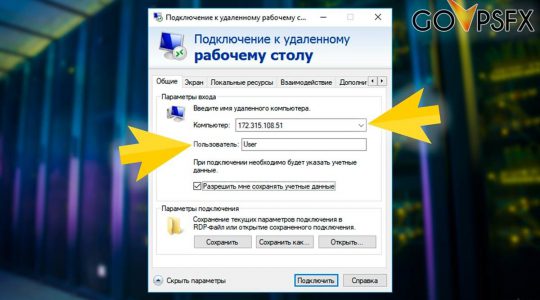 GOVPSFX
Подключение к удаленному рабочему с...
Подключение к удаленному
рабочему столу
Общие Экран Локальные ресурсы Взаимодействие Дополни
Параметры входа
Введите имя удаленного компьютера.
Компьютер: 172.315.108.51
Пользователь: User
При подключении необходимо будет указать учетные
данные.
Разрешить мне сохранять учетные данные
Параметры подключения
Сохранение текущих параметров подключения в
RDP-файл или открытие сохраненного подключения.
Сохранить Сохранить как... Открыть...
Скрыть параметры Подключить Справка